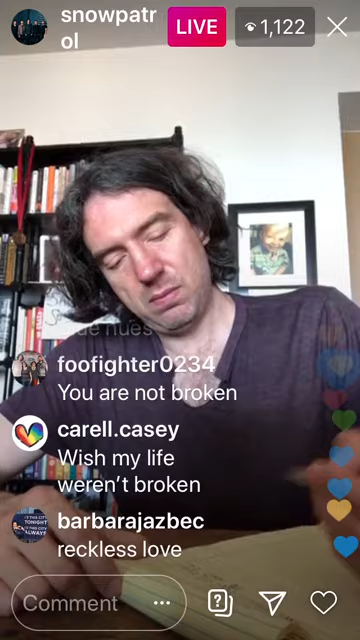 snowpatr
ol
LIVE
1,122
foofighter0234
You are not broken
carell.casey
Wish my life
weren't broken
barbarajazbec
reckless love
Comment